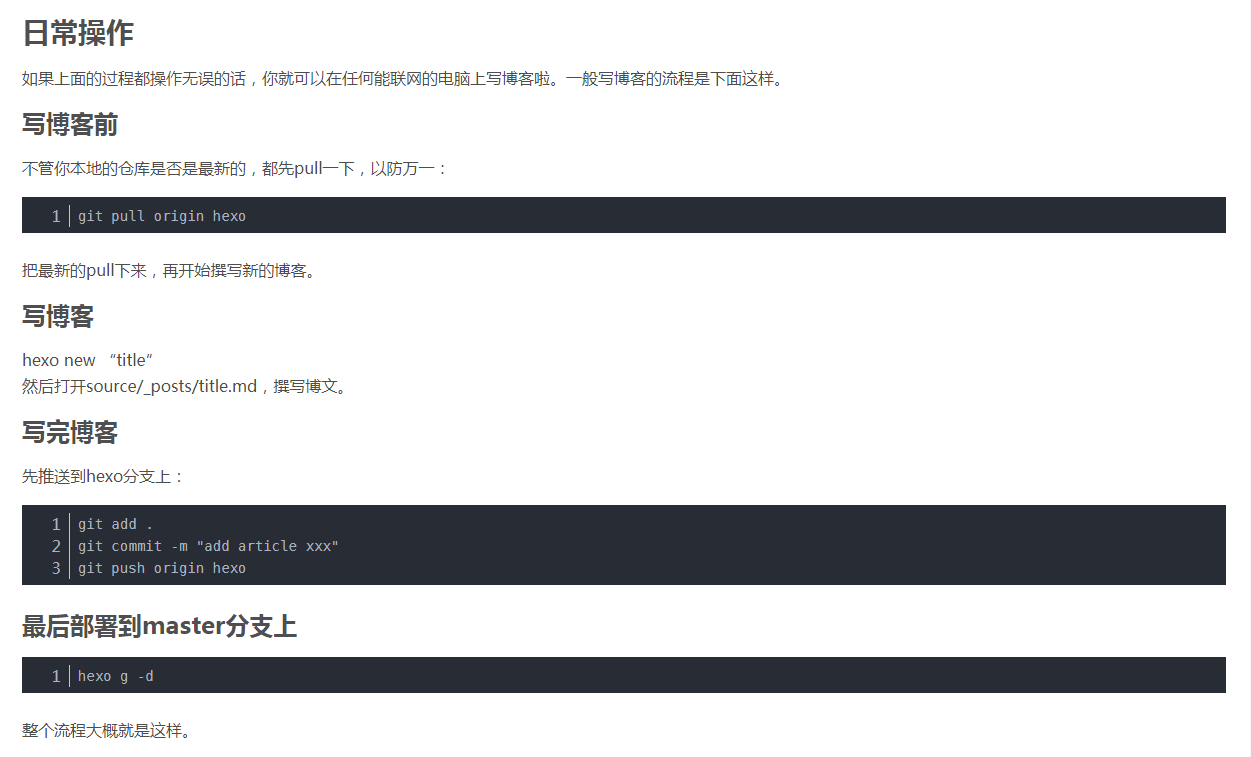 日常操作
如果上面的过程都操作无误的话，你就可以在任何能联网的电脑上写博客啦。一般写博客的流程是下面这样。
写博客前
不管你本地的仓库是否是最新的，都先pull一下，以防万一：
1 git pull origin hexo
把最新的pull下来，再开始撰写新的博客。
写博客
hexo new “title“
然后打开source/_posts/title.md，撰写博文。
写完博客
先推送到hexo分支上：
1 git add .
2 git commit -m "add article xxx"
3 git push origin hexo
最后部署到master分支上
1 hexo g -d
整个流程大概就是这样。